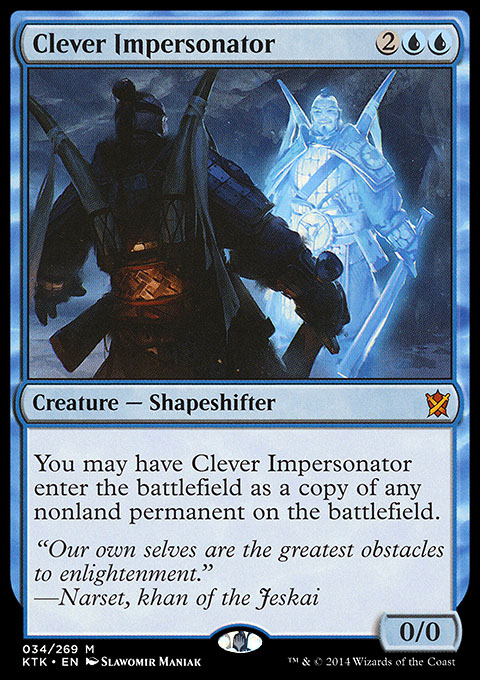 Clever Impersonator 2
Creature — Shapeshifter
You may have Clever Impersonator
enter the battlefield as a copy of any
nonland permanent on the battlefield.
“Our own selves are the greatest obstacles
to enlightenment.”
—Narset, khan of the Jeskai
0/0
034/269 M
KTK • EN Slawomir Maniak
™ & © 2014 Wizards of the Coast